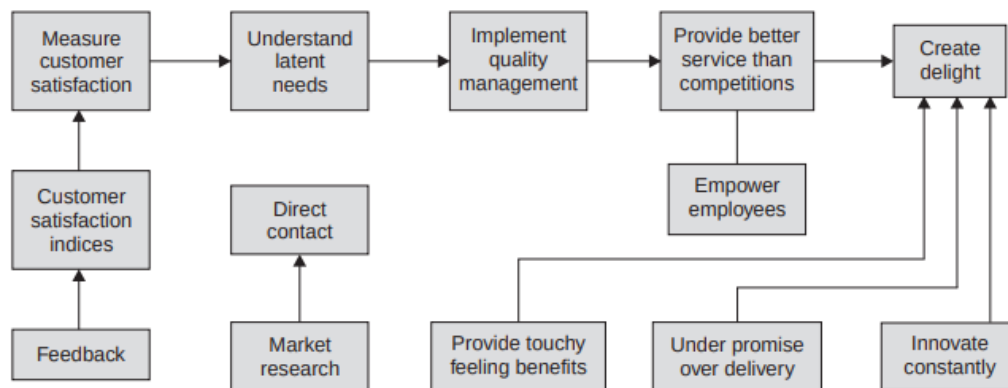 Measure
customer
satisfaction
Understand
latent
needs
Implement
quality
management
Provide better
service than
competitions
Create
delight
Customer
satisfaction
indices
Direct
contact
Empower
employees
Feedback
Market
research
Provide touchy
feeling benefits
Under promise
over delivery
Innovate
constantly